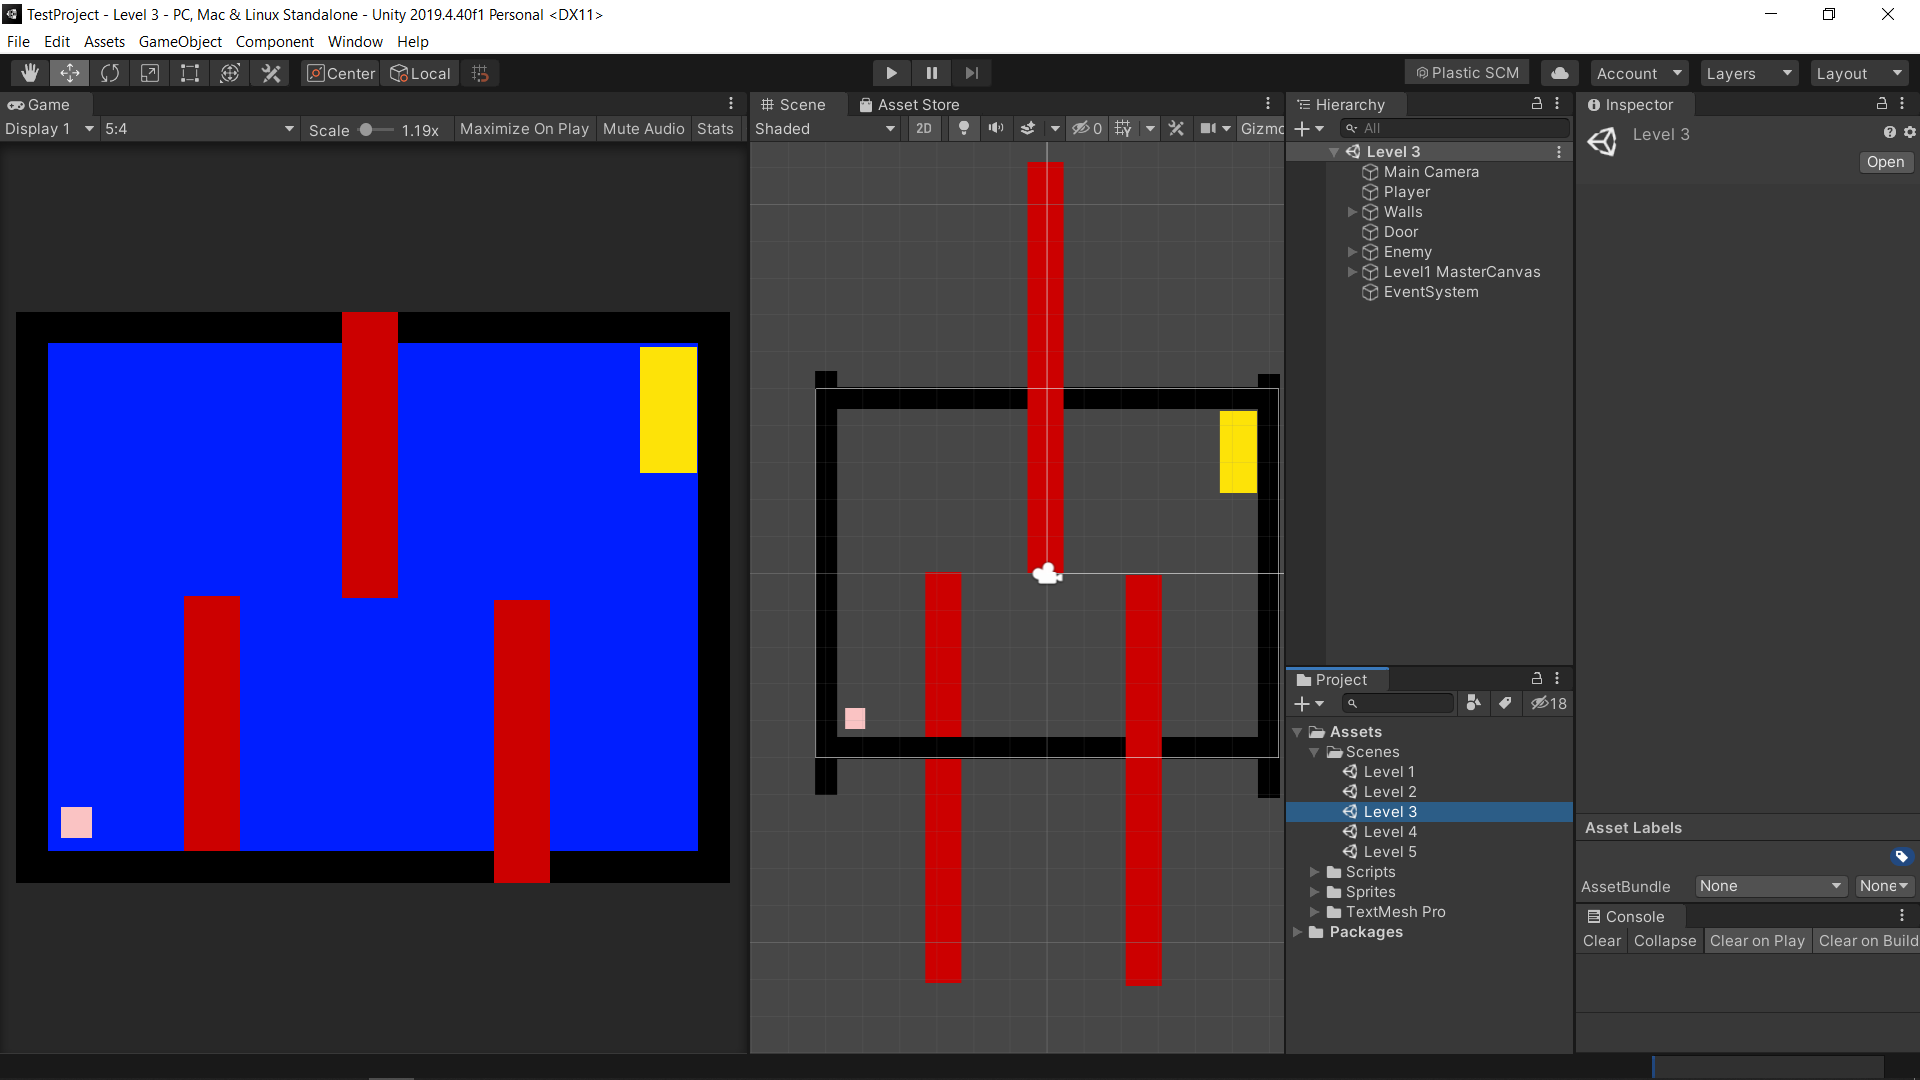 TestProject - Level 3 - PC, Mac & Linux Standalone - Unity 2019.4.40f1 Personal <DX11>
File Edit Assets GameObject Component Window Help
Center Local Plastic SCM Account Layers Layout
Game
Display 1 5:4 Scale 1.19x Maximize On Play Mute Audio Stats
Scene Asset Store
Shaded 2D 0 Gizmo
Hierarchy
All
Level 3
Main Camera
Player
Walls
Door
Enemy
Level1 MasterCanvas
EventSystem
Project
18
Assets
Scenes
Level 1
Level 2
Level 3
Level 4
Level 5
Scripts
Sprites
TextMesh Pro
Packages
Inspector
Level 3
Open
Asset Labels
AssetBundle None None
Console
Clear Collapse Clear on Play Clear on Build